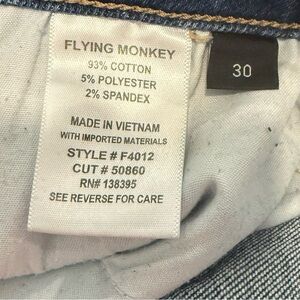 FLYING MONKEY
93% COTTON
5% POLYESTER
2% SPANDEX
MADE IN VIETNAM
WITH IMPORTED MATERIALS
STYLE # F4012
CUT # 50860
RN# 138395
SEE REVERSE FOR CARE
30